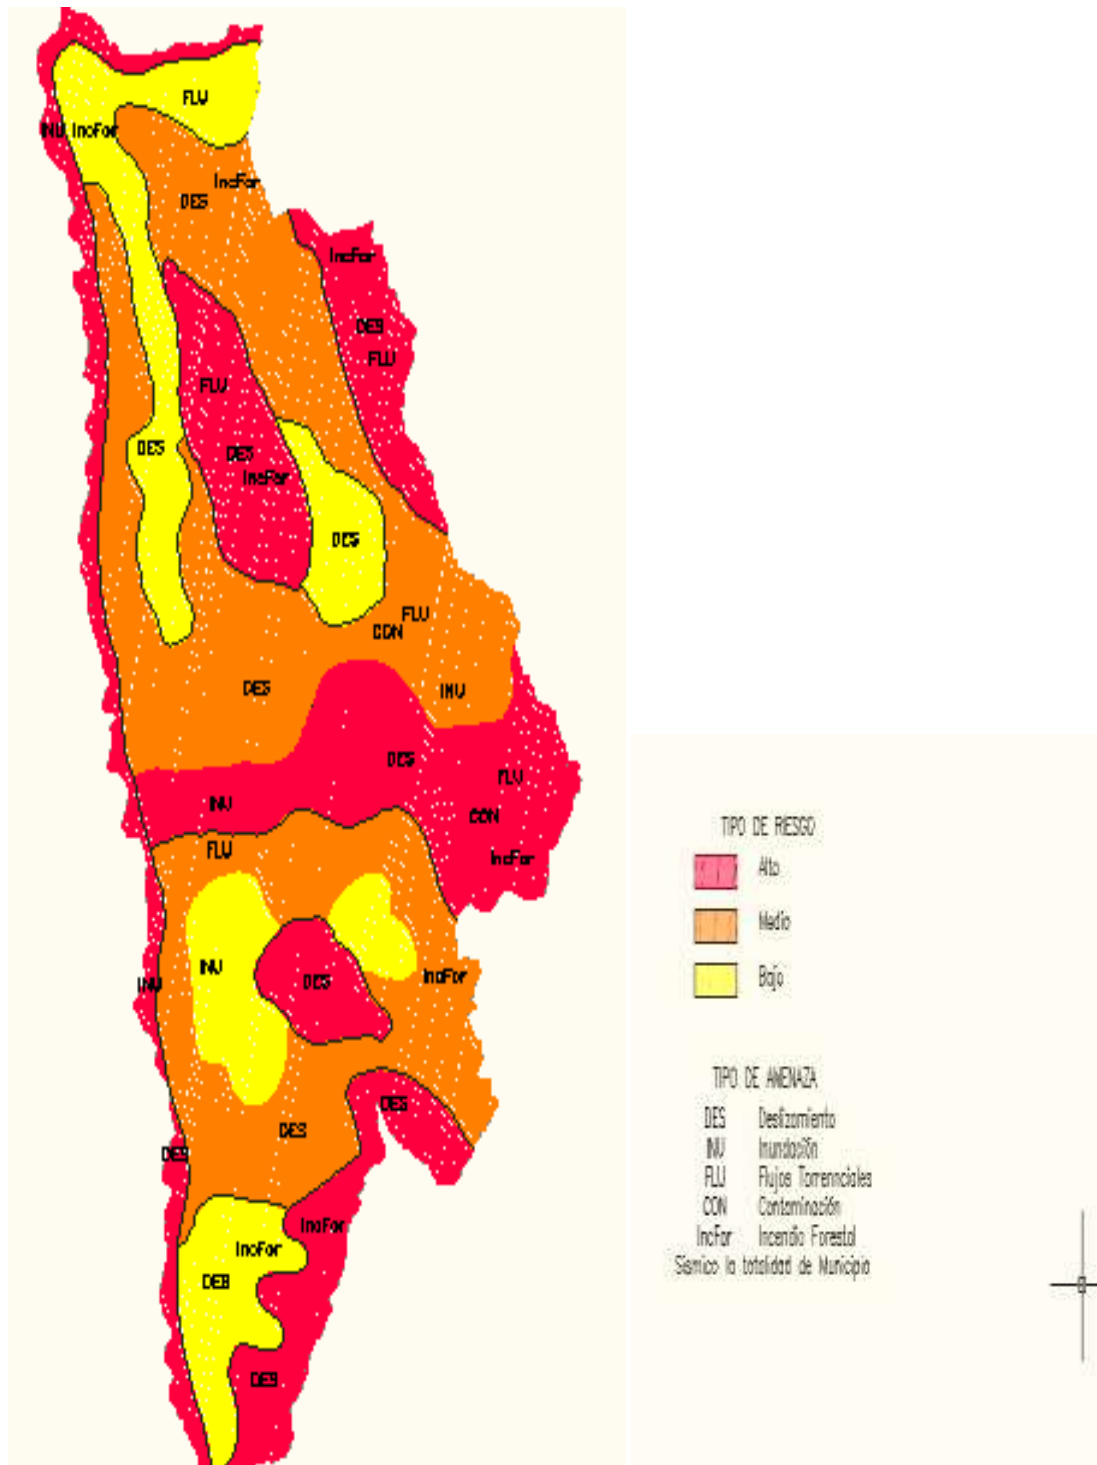 FLU
INU IncFor
IncFor
DES
IncFor
DES
FLU
FLU
DES
DES
IncFor
DES
FLU
CON
DES
INU
DES
FLU
INU
CON
FLU
IncFor
INU
IncFor
DES
INU
DES
DES
DES
IncFor
IncFor
DES
DES
TIPO DE RIESGO
Alto
Medio
Bajo
TIPO DE AMENAZA
DES Deslizamiento
INU Inundación
FLU Flujos Torrenciales
CON Contaminación
IncFor Incendio Forestal
Sismico la totalidad de Municipio